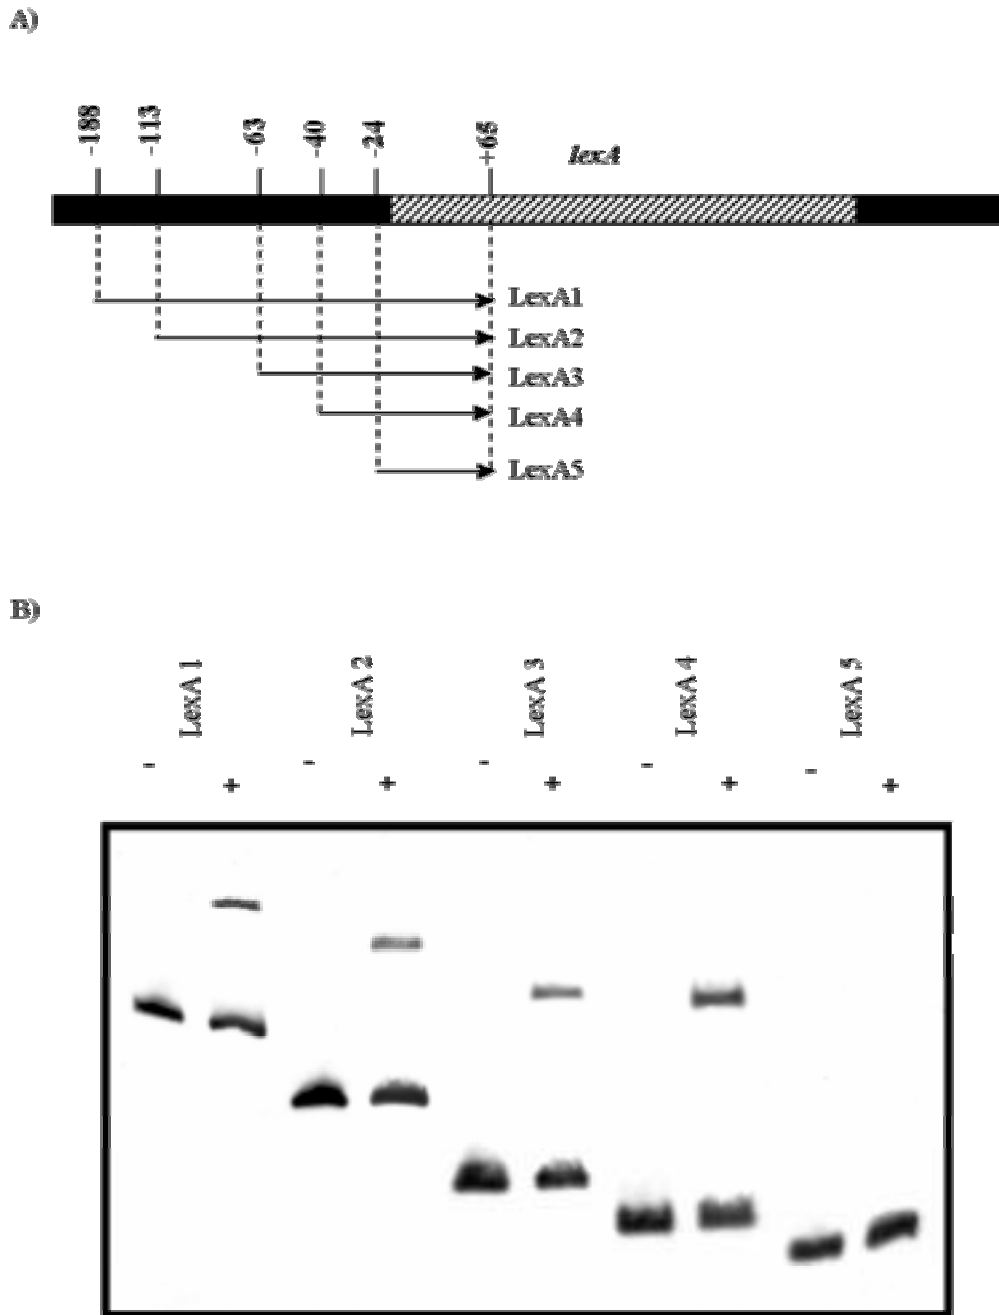 A)
-188 -113 -63 -40 -24 +65 lexA
LexA1
LexA2
LexA3
LexA4
LexA5
B)
LexA 1 LexA 2 LexA 3 LexA 4 LexA 5
- + - + - + - + - +